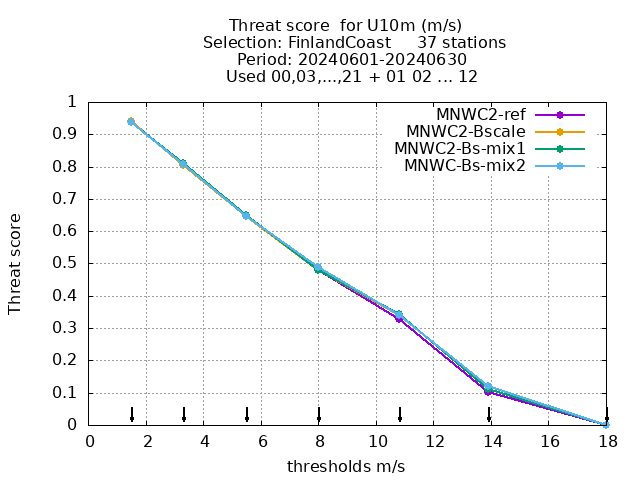 Threat score  for U10m (m/s)
Selection: FinlandCoast     37 stations
Period: 20240601-20240630
Used 00,03,...,21 + 01 02 ... 12
MNWC2-ref
MNWC2-Bscale
MNWC2-Bs-mix1
MNWC-Bs-mix2
Threat score
1
0.9
0.8
0.7
0.6
0.5
0.4
0.3
0.2
0.1
0
0 2 4 6 8 10 12 14 16 18
thresholds m/s